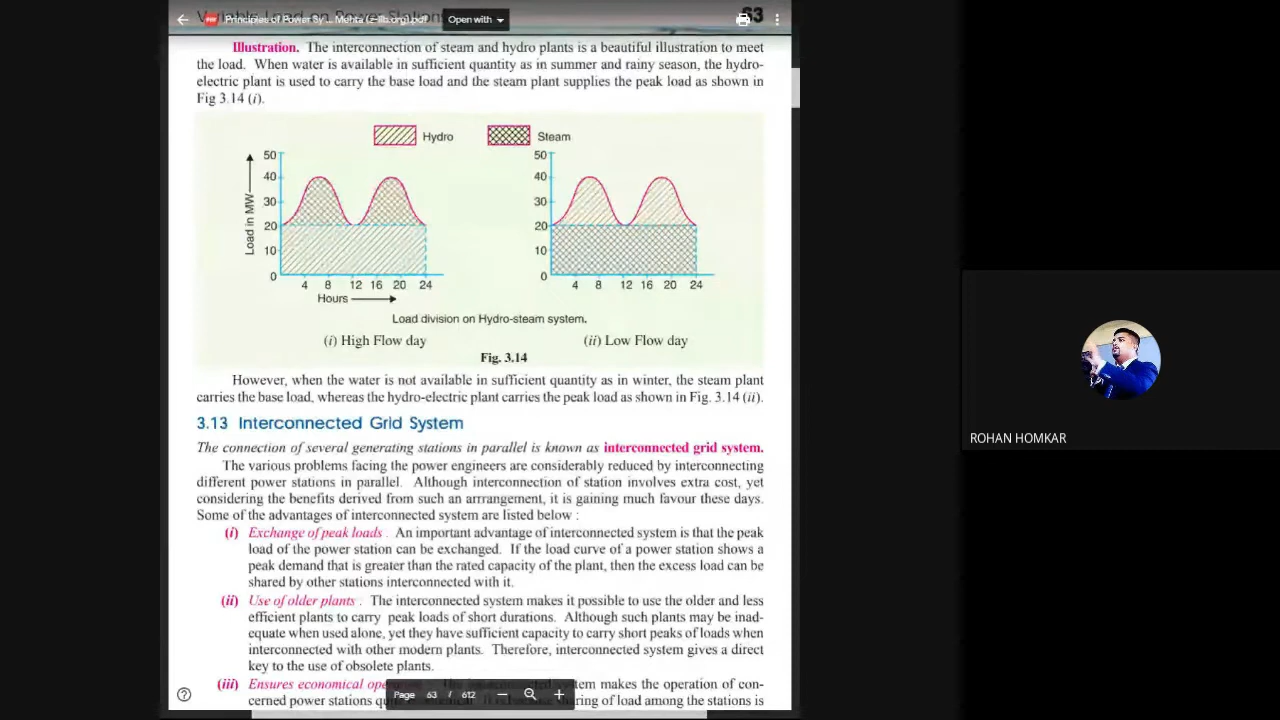 Variable Load on Power Stations 63
Principles of Power Sy ... Mehta (z-lib.org).pdf
Open with
Illustration. The interconnection of steam and hydro plants is a beautiful illustration to meet
the load. When water is available in sufficient quantity as in summer and rainy season, the hydro-
electric plant is used to carry the base load and the steam plant supplies the peak load as shown in
Fig 3.14 (i).
Hydro Steam
50 50
40 40
30 30
20 20
10 10
0 0
Load in MW
4 8 12 16 20 24 4 8 12 16 20 24
Hours
Load division on Hydro-steam system.
(i) High Flow day (ii) Low Flow day
Fig. 3.14
However, when the water is not available in sufficient quantity as in winter, the steam plant
carries the base load, whereas the hydro-electric plant carries the peak load as shown in Fig. 3.14 (ii).
3.13 Interconnected Grid System
The connection of several generating stations in parallel is known as interconnected grid system.
The various problems facing the power engineers are considerably reduced by interconnecting
different power stations in parallel. Although interconnection of station involves extra cost, yet
considering the benefits derived from such an arrrangement, it is gaining much favour these days.
Some of the advantages of interconnected system are listed below :
(i) Exchange of peak loads . An important advantage of interconnected system is that the peak
load of the power station can be exchanged. If the load curve of a power station shows a
peak demand that is greater than the rated capacity of the plant, then the excess load can be
shared by other stations interconnected with it.
(ii) Use of older plants . The interconnected system makes it possible to use the older and less
efficient plants to carry peak loads of short durations. Although such plants may be inad-
equate when used alone, yet they have sufficient capacity to carry short peaks of loads when
interconnected with other modern plants. Therefore, interconnected system gives a direct
key to the use of obsolete plants.
(iii) Ensures economical system makes the operation of con-
cerned power stations sharing of load among the stations is
Page 63 / 612
ROHAN HOMKAR